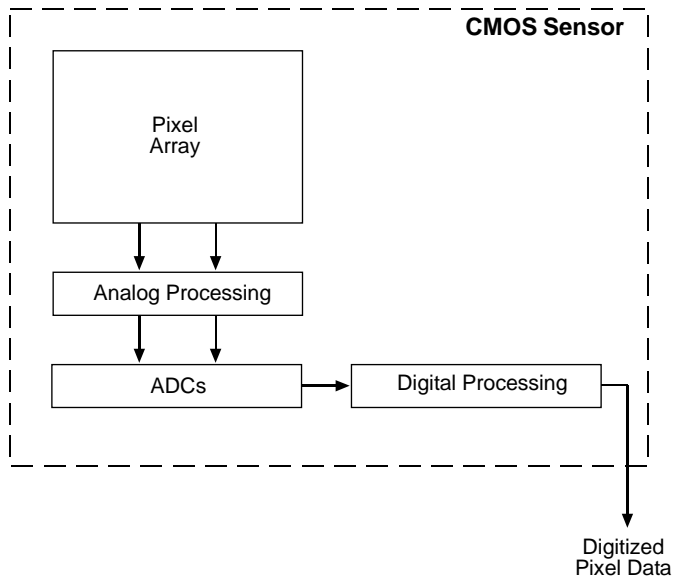 CMOS Sensor
Pixel
Array
Analog Processing
ADCs
Digital Processing
Digitized
Pixel Data